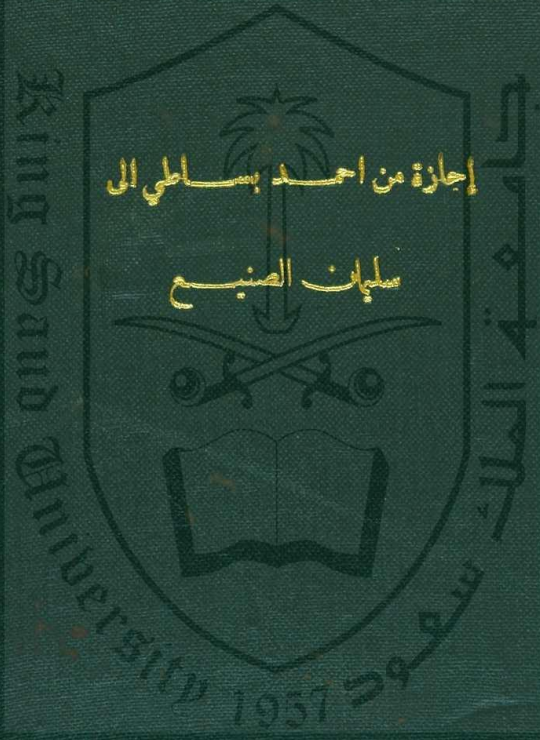 إجازة من احمد بساطي الى
سليمان الصنيع
King Saud University 1957
جامعة الملك سعود